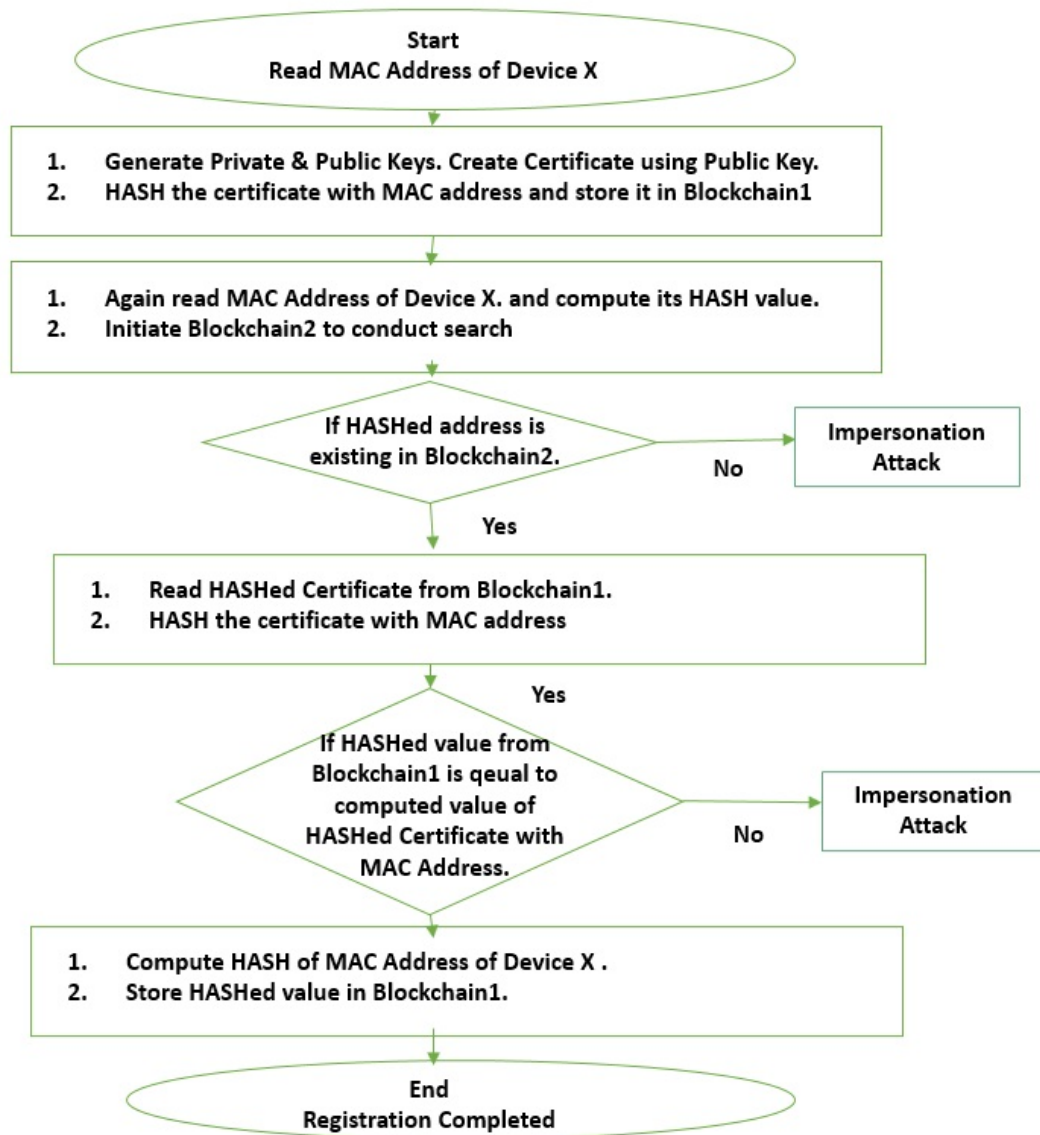 Start
Read MAC Address of Device X
1. Generate Private & Public Keys. Create Certificate using Public Key.
2. HASH the certificate with MAC address and store it in Blockchain1
1. Again read MAC Address of Device X. and compute its HASH value.
2. Initiate Blockchain2 to conduct search
If HASHed address is
existing in Blockchain2.
Impersonation
Attack
No
Yes
1. Read HASHed Certificate from Blockchain1.
2. HASH the certificate with MAC address
Yes
If HASHed value from
Blockchain1 is qeual to
computed value of
HASHed Certificate with
MAC Address.
Impersonation
Attack
No
1. Compute HASH of MAC Address of Device X .
2. Store HASHed value in Blockchain1.
End
Registration Completed